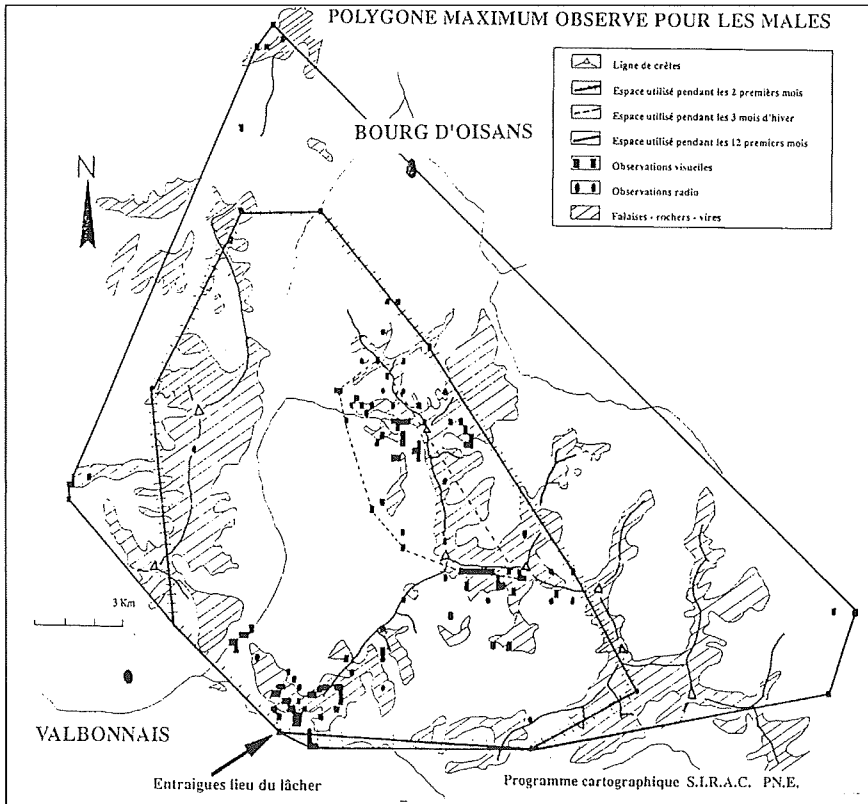 POLYGONE MAXIMUM OBSERVE POUR LES MALES
Ligne de crêtes
Espace utilisé pendant les 2 premièrs mois
Espace utilisé pendant les 3 mois d'hiver
Espace utilisé pendant les 12 premiers mois
Observations visuelles
Observations radio
Falaises - rochers - vires
BOURG D'OISANS
N
3 Km
VALBONNAIS
Entraigues lieu du lâcher
Programme cartographique S.I.R.A.C. PN.E.